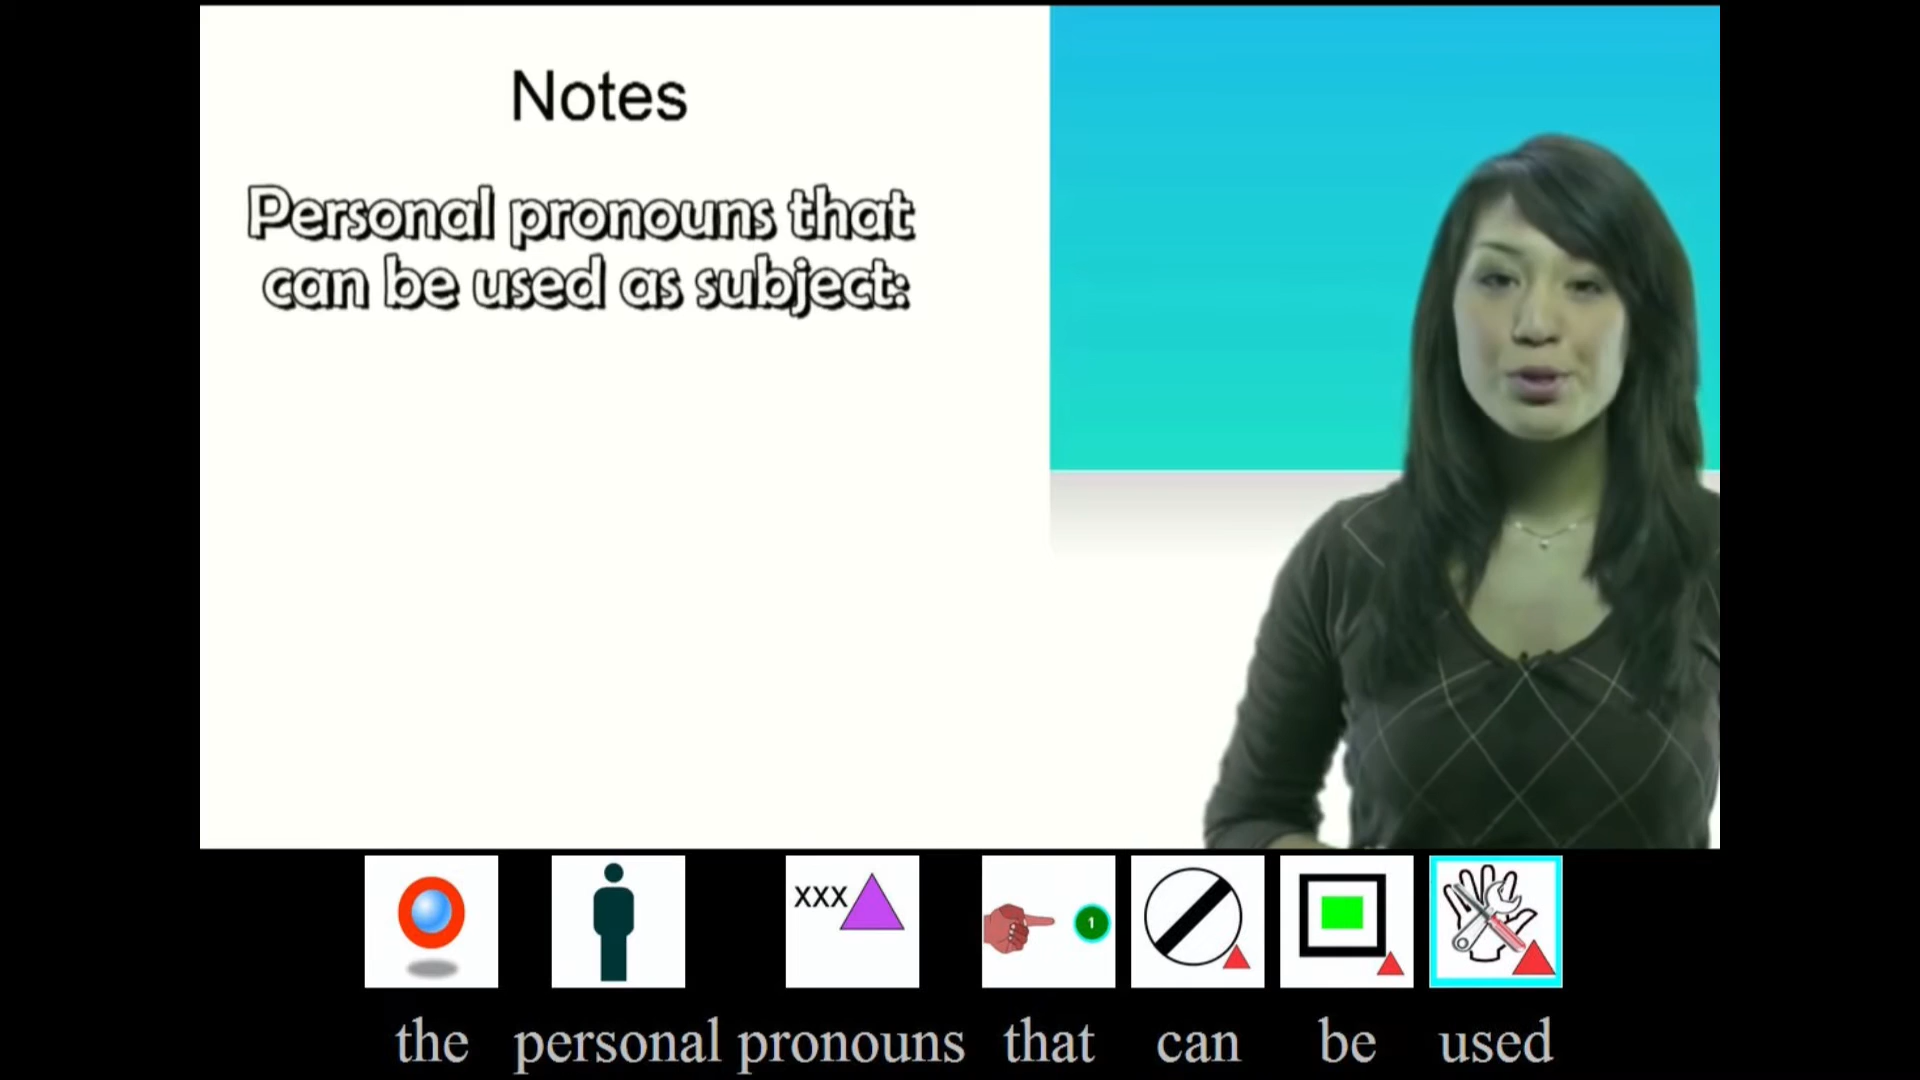 Notes
Personal pronouns that
can be used as subject:
xxx
1
the personal pronouns that can be used